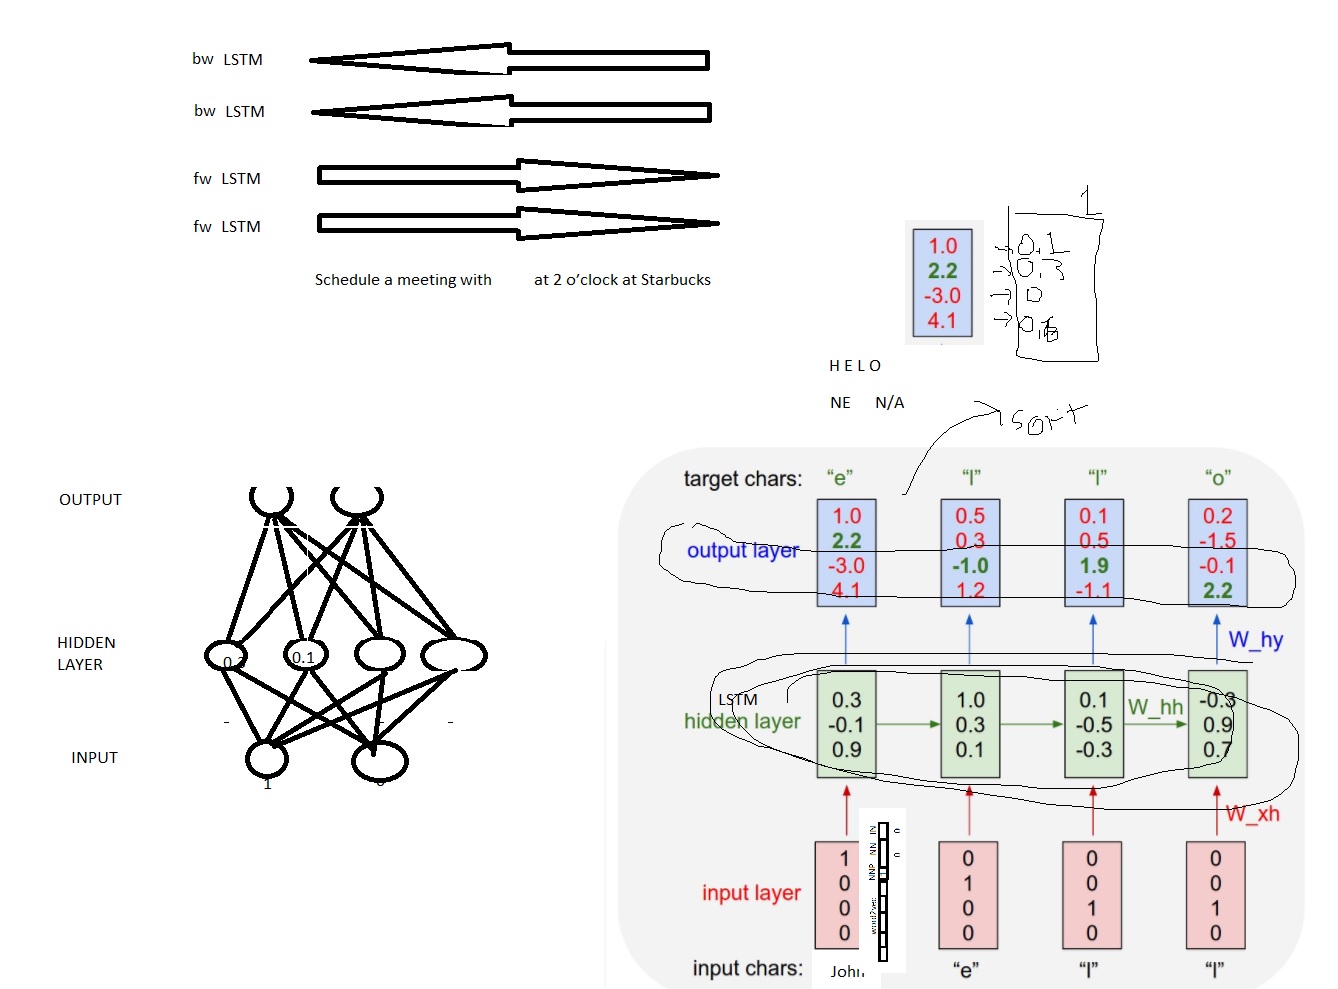 bw LSTM
bw LSTM
fw LSTM
fw LSTM
Schedule a meeting with at 2 o’clock at Starbucks
1
1.0 0.1
2.2 0.3
-3.0 0
4.1 0.6
H E L O
NE N/A
sort
target chars: “e” “l” “l” “o”
output layer
1.0 0.5 0.1 0.2
2.2 0.3 0.5 -1.5
-3.0 -1.0 1.9 -0.1
4.1 1.2 -1.1 2.2
W_hy
LSTM
hidden layer
0.3 1.0 0.1 -0.3
-0.1 0.3 -0.5 0.9
0.9 0.1 -0.3 0.7
W_hh
W_xh
input layer
1 0 0 0
0 1 0 0
0 0 1 1
0 0 0 0
word2vec NNP NN IN
0 0
input chars: John “e” “l” “l”
OUTPUT
HIDDEN
LAYER
0.1
INPUT
1